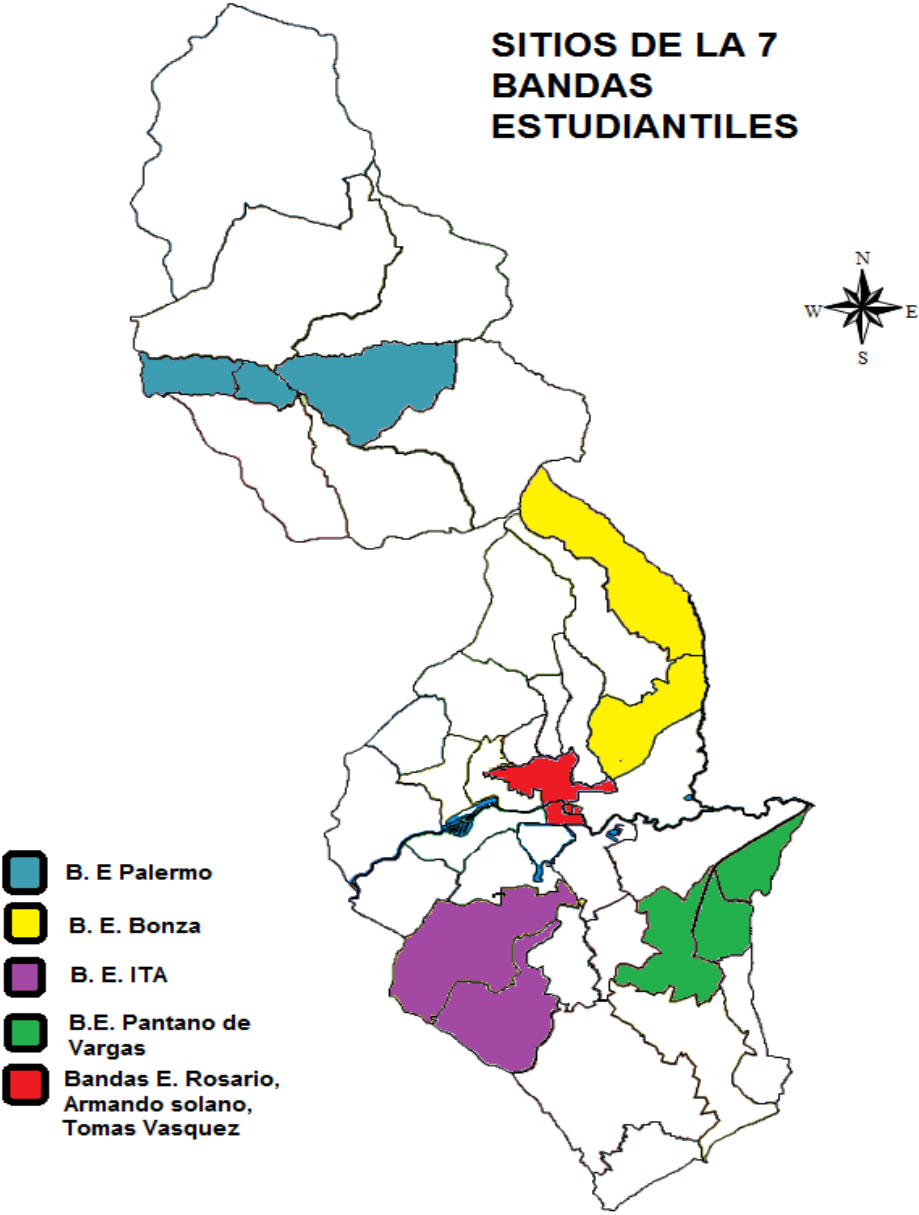 SITIOS DE LA 7
BANDAS
ESTUDIANTILES
N
W
E
S
B. E Palermo
B. E. Bonza
B. E. ITA
B.E. Pantano de
Vargas
Bandas E. Rosario,
Armando solano,
Tomas Vasquez